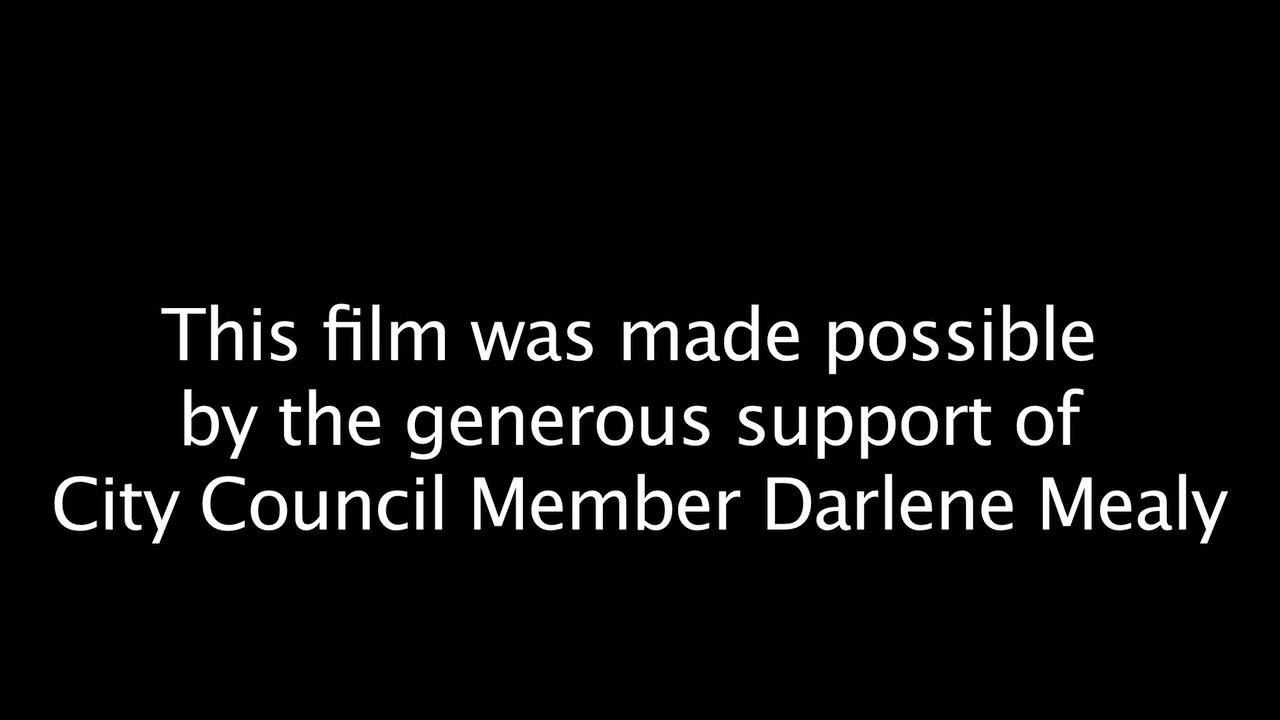 This film was made possible
by the generous support of
City Council Member Darlene Mealy